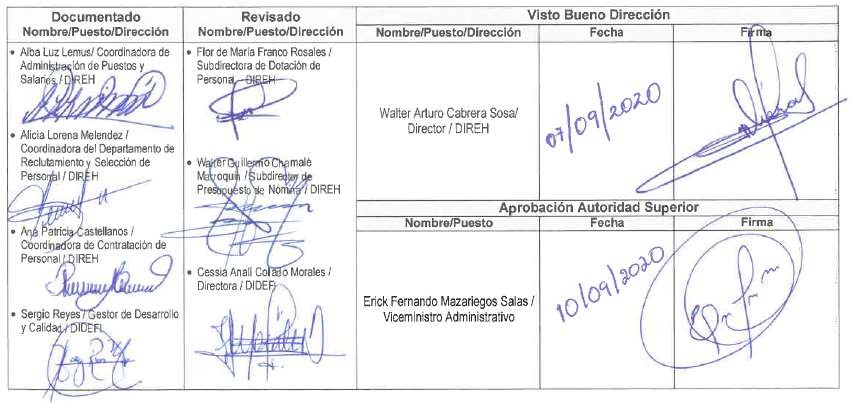 Documentado
Nombre/Puesto/Dirección
• Alba Luz Lemus/ Coordinadora de
Administración de Puestos y
Salarios / DIREH
• Alicia Lorena Melendez /
Coordinadora del Departamento de
Reclutamiento y Selección de
Personal / DIREH
• Ana Patricia Castellanos /
Coordinadora de Contratación de
Personal / DIREH
• Sergio Reyes / Gestor de Desarrollo
y Calidad / DIDEFI
Revisado
Nombre/Puesto/Dirección
• Flor de María Franco Rosales /
Subdirectora de Dotación de
Personal / DIREH
• Walter Guillermo Chamalé
Marroquín / Subdirector de
Presupuesto de Nómina / DIREH
• Cessia Analí Collado Morales /
Directora / DIDEFI
Visto Bueno Dirección
Nombre/Puesto/Dirección Fecha Firma
Walter Arturo Cabrera Sosa/
Director / DIREH
07/09/2020
Aprobación Autoridad Superior
Nombre/Puesto Fecha Firma
Erick Fernando Mazariegos Salas /
Viceministro Administrativo
10/09/2020